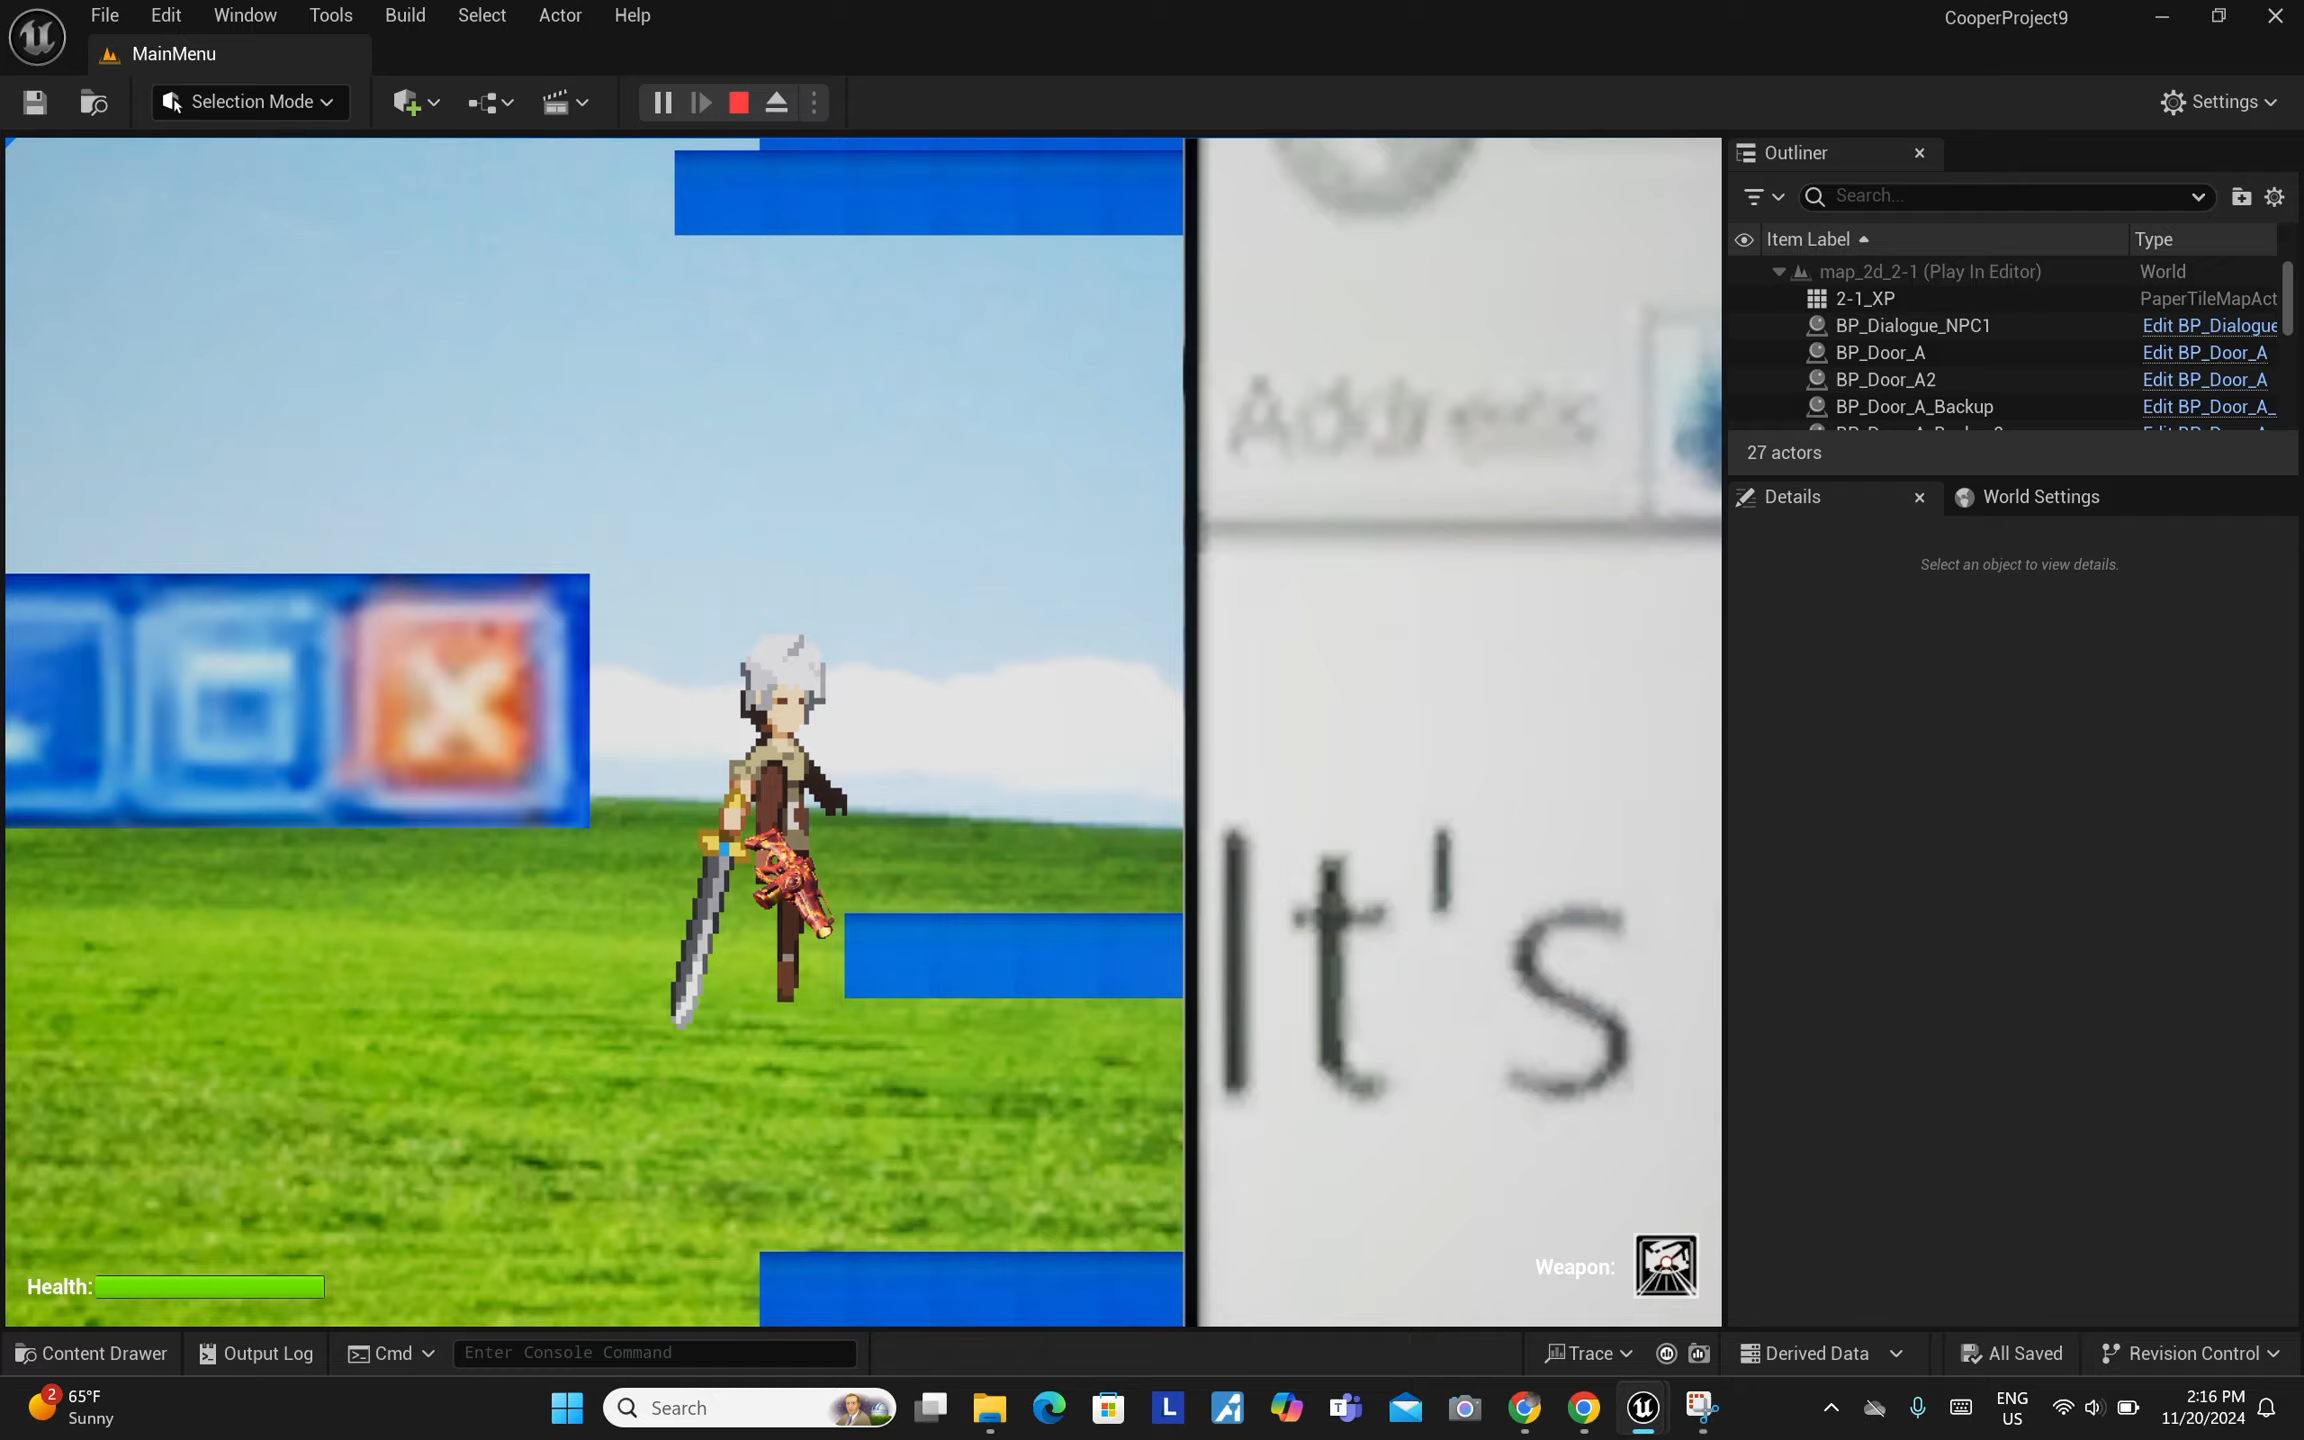 File Edit Window Tools Build Select Actor Help CooperProject9
MainMenu
Selection Mode Settings
Outliner
Search...
Item Label Type
map_2d_2-1 (Play In Editor) World
2-1_XP PaperTileMapAct
BP_Dialogue_NPC1 Edit BP_Dialogue
BP_Door_A Edit BP_Door_A
BP_Door_A2 Edit BP_Door_A
BP_Door_A_Backup Edit BP_Door_A_
27 actors
Details World Settings
Select an object to view details.
Address
It's
Health:
Weapon:
Content Drawer Output Log Cmd Enter Console Command Trace Derived Data All Saved Revision Control
2 65°F
Sunny
Search
L
T
ENG
US
2:16 PM
11/20/2024